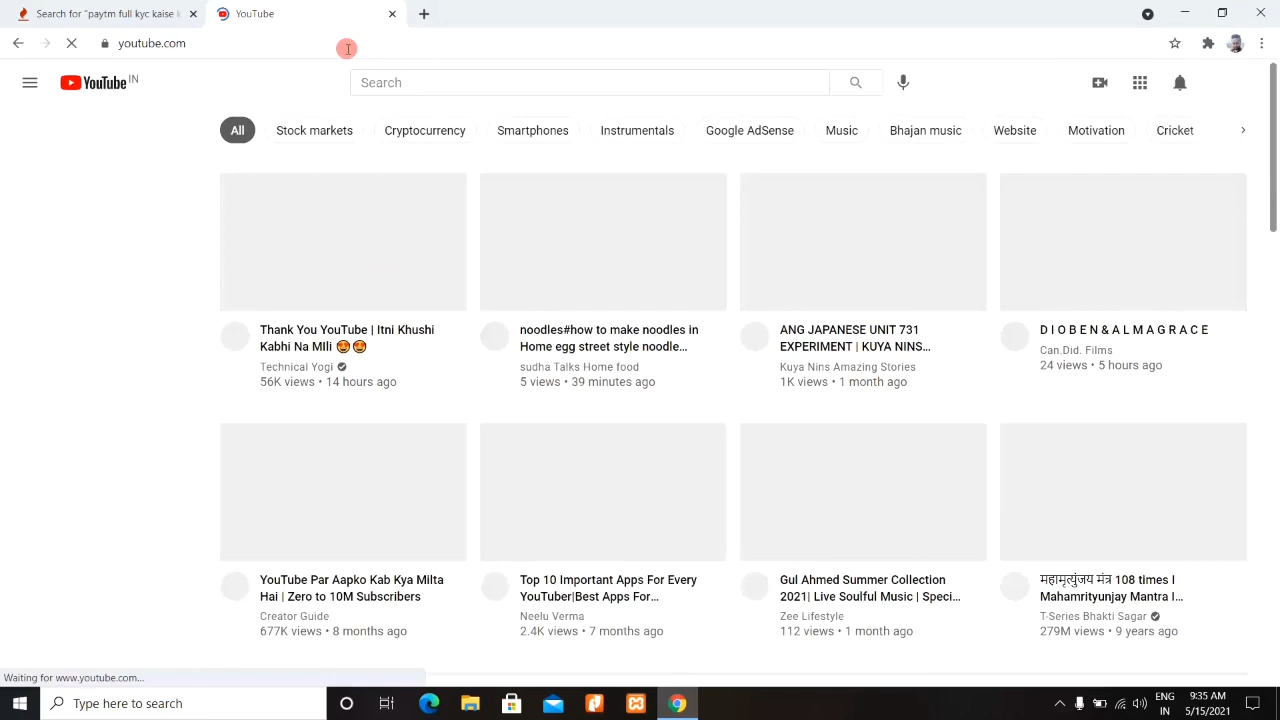 Search for "paytm full kyc kaise
YouTube
youtube.com
YouTube IN
Search
All
Stock markets
Cryptocurrency
Smartphones
Instrumentals
Google AdSense
Music
Bhajan music
Website
Motivation
Cricket
Thank You YouTube | Itni Khushi
Kabhi Na MIli 🤩🤩
Technical Yogi
56K views • 14 hours ago
noodles#how to make noodles in
Home egg street style noodle…
sudha Talks Home food
5 views • 39 minutes ago
ANG JAPANESE UNIT 731
EXPERIMENT | KUYA NINS…
Kuya Nins Amazing Stories
1K views • 1 month ago
D I O B E N & A L M A G R A C E
Can.Did. Films
24 views • 5 hours ago
YouTube Par Aapko Kab Kya Milta
Hai | Zero to 10M Subscribers
Creator Guide
677K views • 8 months ago
Top 10 Important Apps For Every
YouTuber|Best Apps For…
Neelu Verma
2.4K views • 7 months ago
Gul Ahmed Summer Collection
2021| Live Soulful Music | Speci…
Zee Lifestyle
112 views • 1 month ago
महामृत्युंजय मंत्र 108 times I
Mahamrityunjay Mantra I…
T-Series Bhakti Sagar
279M views • 9 years ago
Waiting for www.youtube.com...
Type here to search
ENG
IN
9:35 AM
5/15/2021